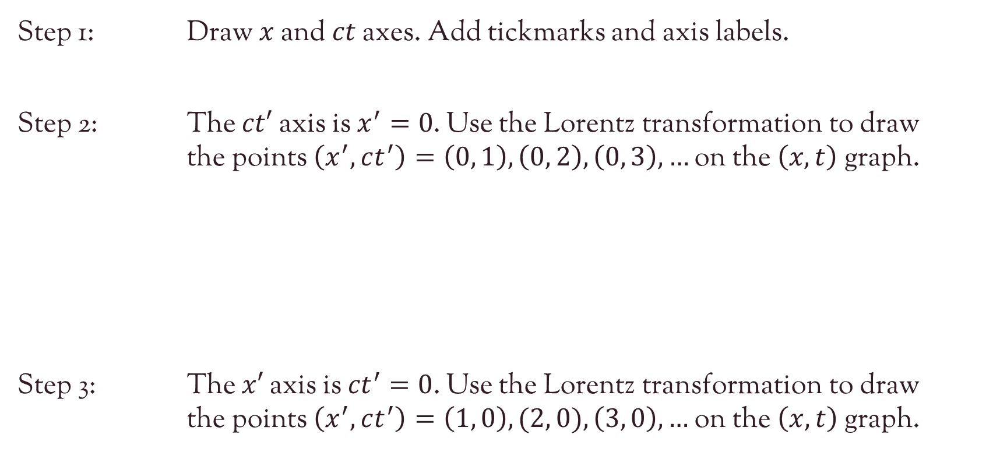 Step 1: Draw x and ct axes. Add tickmarks and axis labels.
Step 2: The ct′ axis is x′ = 0. Use the Lorentz transformation to draw
the points (x′, ct′) = (0, 1), (0, 2), (0, 3), … on the (x, t) graph.
Step 3: The x′ axis is ct′ = 0. Use the Lorentz transformation to draw
the points (x′, ct′) = (1, 0), (2, 0), (3, 0), … on the (x, t) graph.